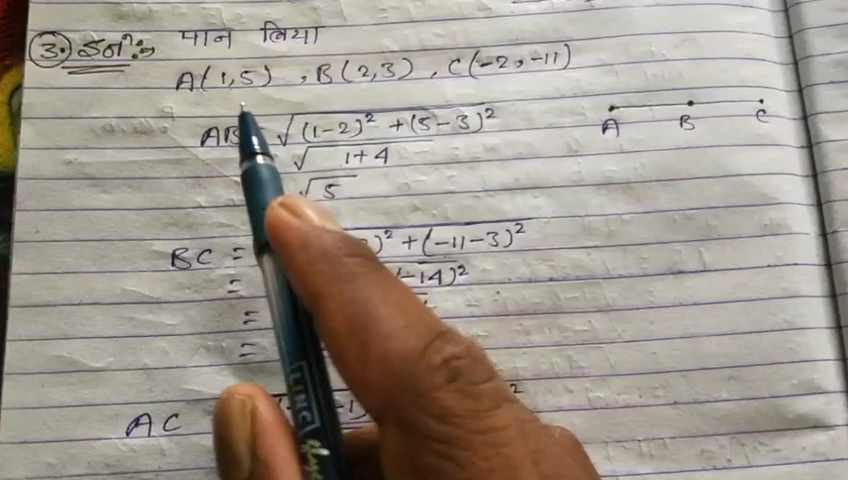 3. हल :-, मान लिया
A(1,5) , B(2,3) , C(-2,-11)
AB √(1-2)² + (5-3)²
√1+4
√5
A B C
BC = )² + (-11-3)²
= (-14)²
=
=
AC
LINC